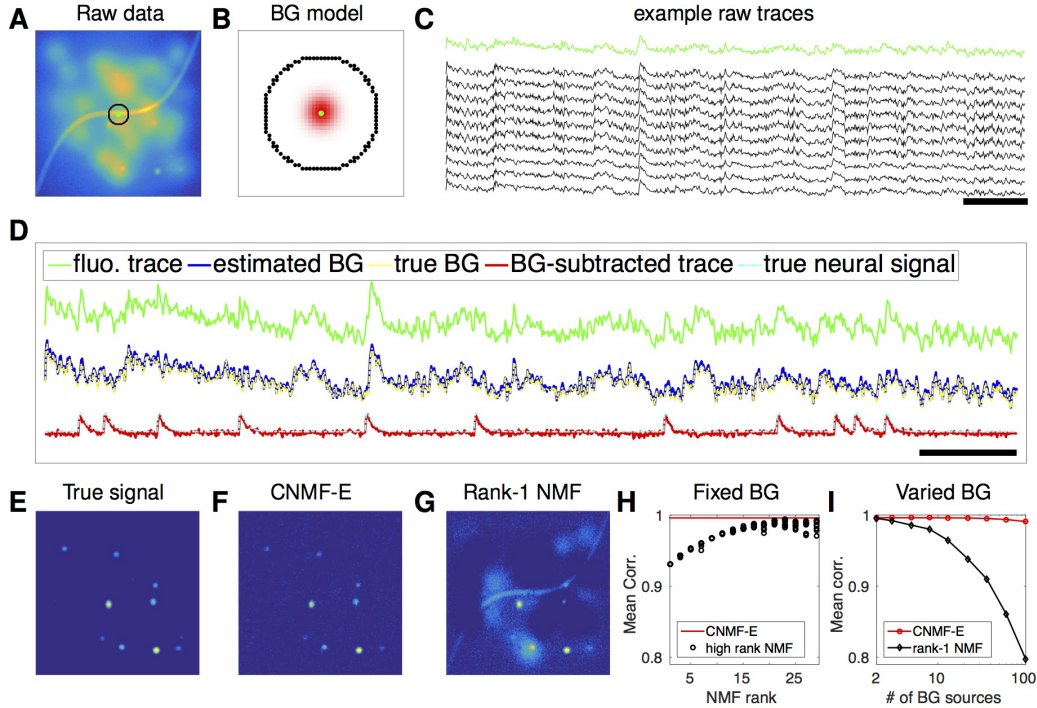 A Raw data
B BG model
C example raw traces
D
fluo. trace estimated BG true BG BG-subtracted trace true neural signal
E True signal
F CNMF-E
G Rank-1 NMF
H Fixed BG
1
0.9
0.8
Mean Corr.
CNMF-E
high rank NMF
5 15 25
NMF rank
I Varied BG
1
0.9
0.8
Mean corr.
CNMF-E
rank-1 NMF
2 10 100
# of BG sources